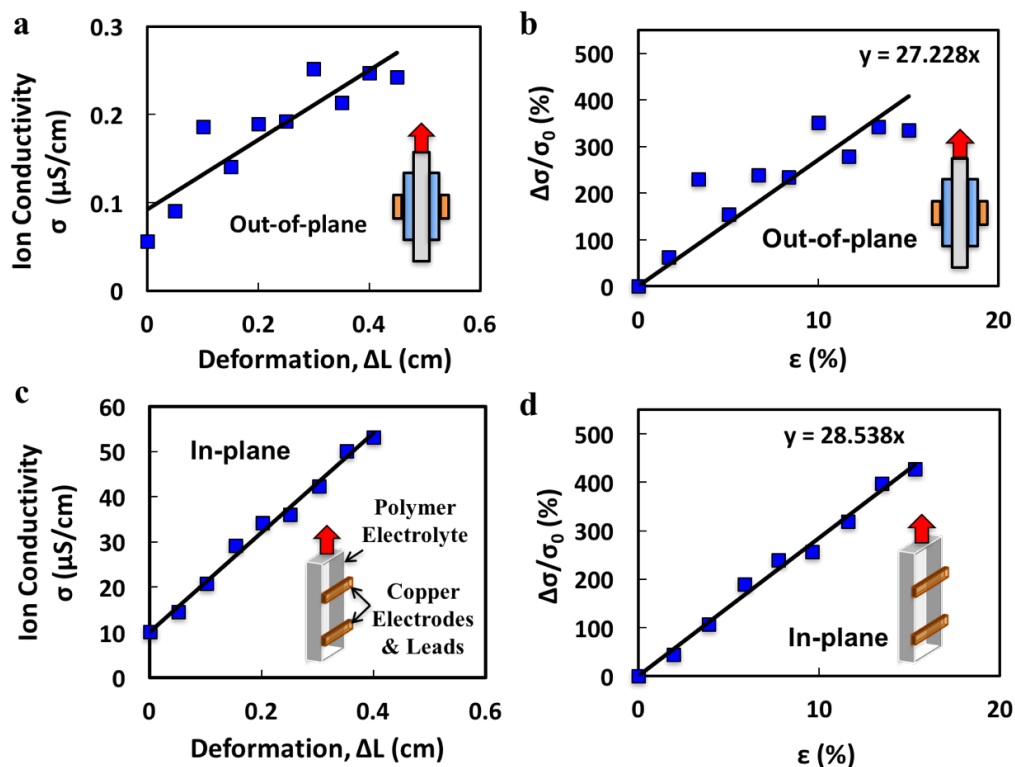 a
Ion Conductivity
σ (µS/cm)
0.3
0.2
0.1
0
Out-of-plane
0
0.2
0.4
0.6
Deformation, ΔL (cm)
b
Δσ/σ₀ (%)
500
400
300
200
100
0
y = 27.228x
Out-of-plane
0
10
20
ε (%)
c
Ion Conductivity
σ (µS/cm)
60
50
40
30
20
10
0
In-plane
Polymer
Electrolyte
Copper
Electrodes
& Leads
0
0.2
0.4
0.6
Deformation, ΔL (cm)
d
Δσ/σ₀ (%)
500
400
300
200
100
0
y = 28.538x
In-plane
0
10
20
ε (%)